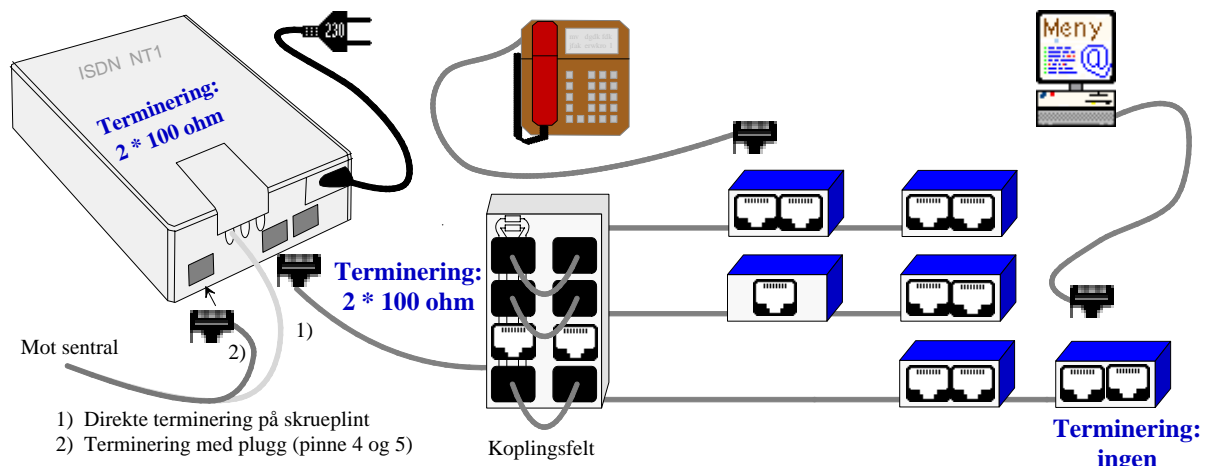 230
ISDN NT1
Terminering:
2 * 100 ohm
Meny
@
Terminering:
2 * 100 ohm
1)
2)
Mot sentral
1) Direkte terminering på skrueplint
2) Terminering med plugg (pinne 4 og 5)
Koplingsfelt
Terminering:
ingen